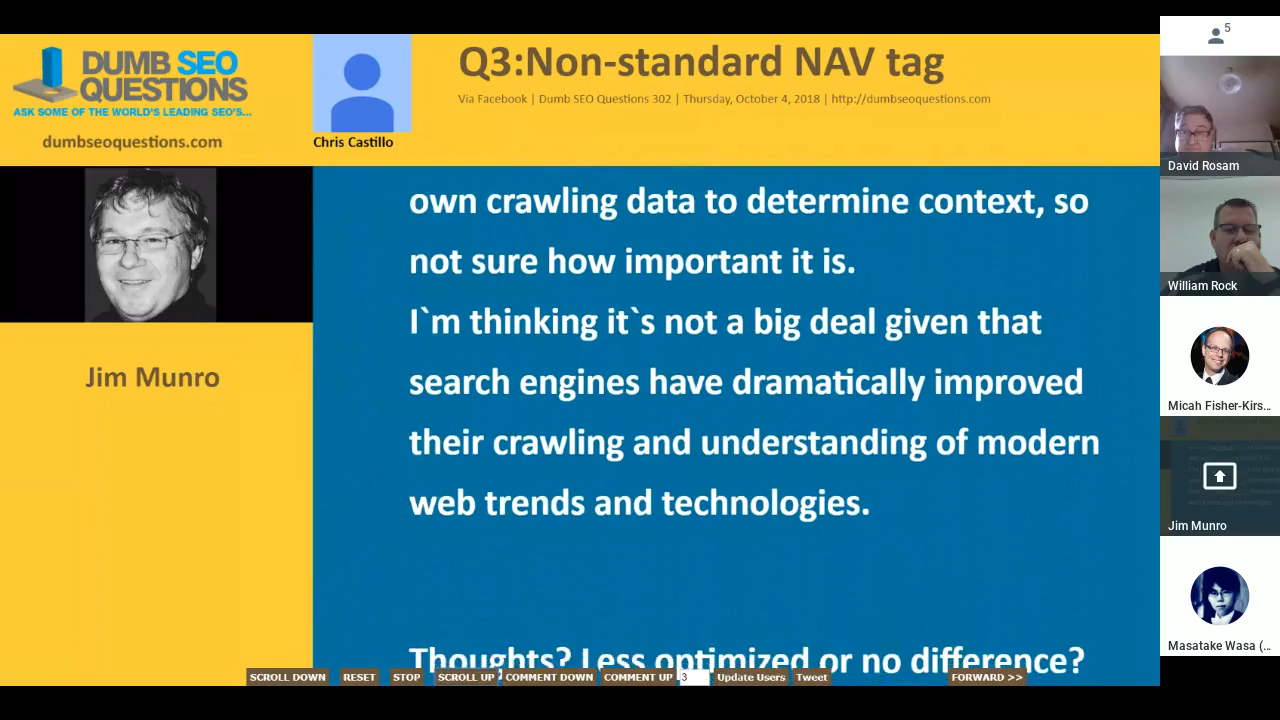 DUMB SEO
QUESTIONS
ASK SOME OF THE WORLD'S LEADING SEO'S...
dumbseoquestions.com
Chris Castillo
Q3:Non-standard NAV tag
Via Facebook | Dumb SEO Questions 302 | Thursday, October 4, 2018 | http://dumbseoquestions.com
Jim Munro
own crawling data to determine context, so
not sure how important it is.
I`m thinking it`s not a big deal given that
search engines have dramatically improved
their crawling and understanding of modern
web trends and technologies.
Thoughts? Less optimized or no difference?
SCROLL DOWN RESET STOP SCROLL UP COMMENT DOWN COMMENT UP 3 Update Users Tweet FORWARD >>
5
David Rosam
William Rock
Micah Fisher-Kirs...
Jim Munro
Masatake Wasa (...